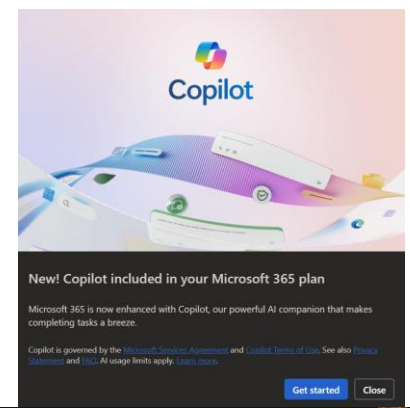 Copilot
New! Copilot included in your Microsoft 365 plan
Microsoft 365 is now enhanced with Copilot, our powerful AI companion that makes
completing tasks a breeze.
Copilot is governed by the Microsoft Services Agreement and Copilot Terms of Use. See also Privacy
Statement and FAQ. AI usage limits apply. Learn more.
Get started Close